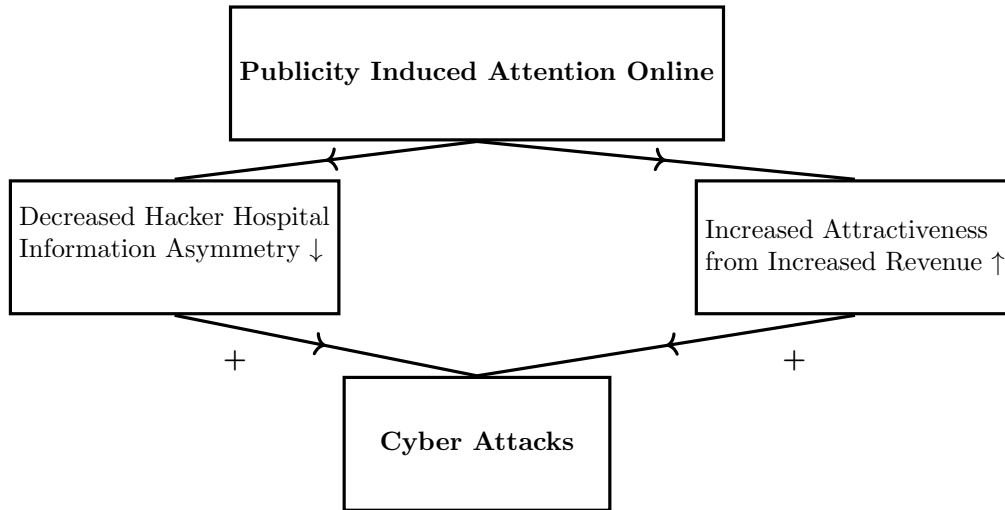 Publicity Induced Attention Online
Decreased Hacker Hospital
Information Asymmetry ↓
Increased Attractiveness
from Increased Revenue ↑
+
+
Cyber Attacks